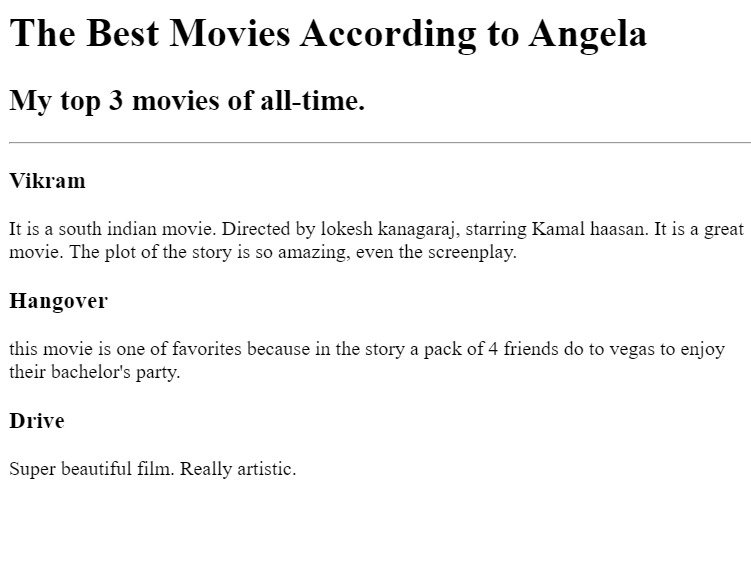 The Best Movies According to Angela
My top 3 movies of all-time.
Vikram
It is a south indian movie. Directed by lokesh kanagaraj, starring Kamal haasan. It is a great
movie. The plot of the story is so amazing, even the screenplay.
Hangover
this movie is one of favorites because in the story a pack of 4 friends do to vegas to enjoy
their bachelor's party.
Drive
Super beautiful film. Really artistic.